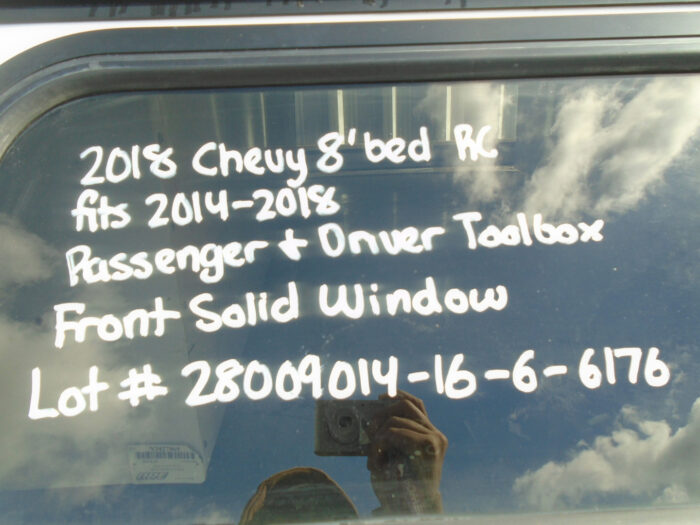 2018 Chevy 8' bed RC
fits 2014-2018
Passenger + Driver Toolbox
Front Solid Window
Lot # 28009014-16-6-6176